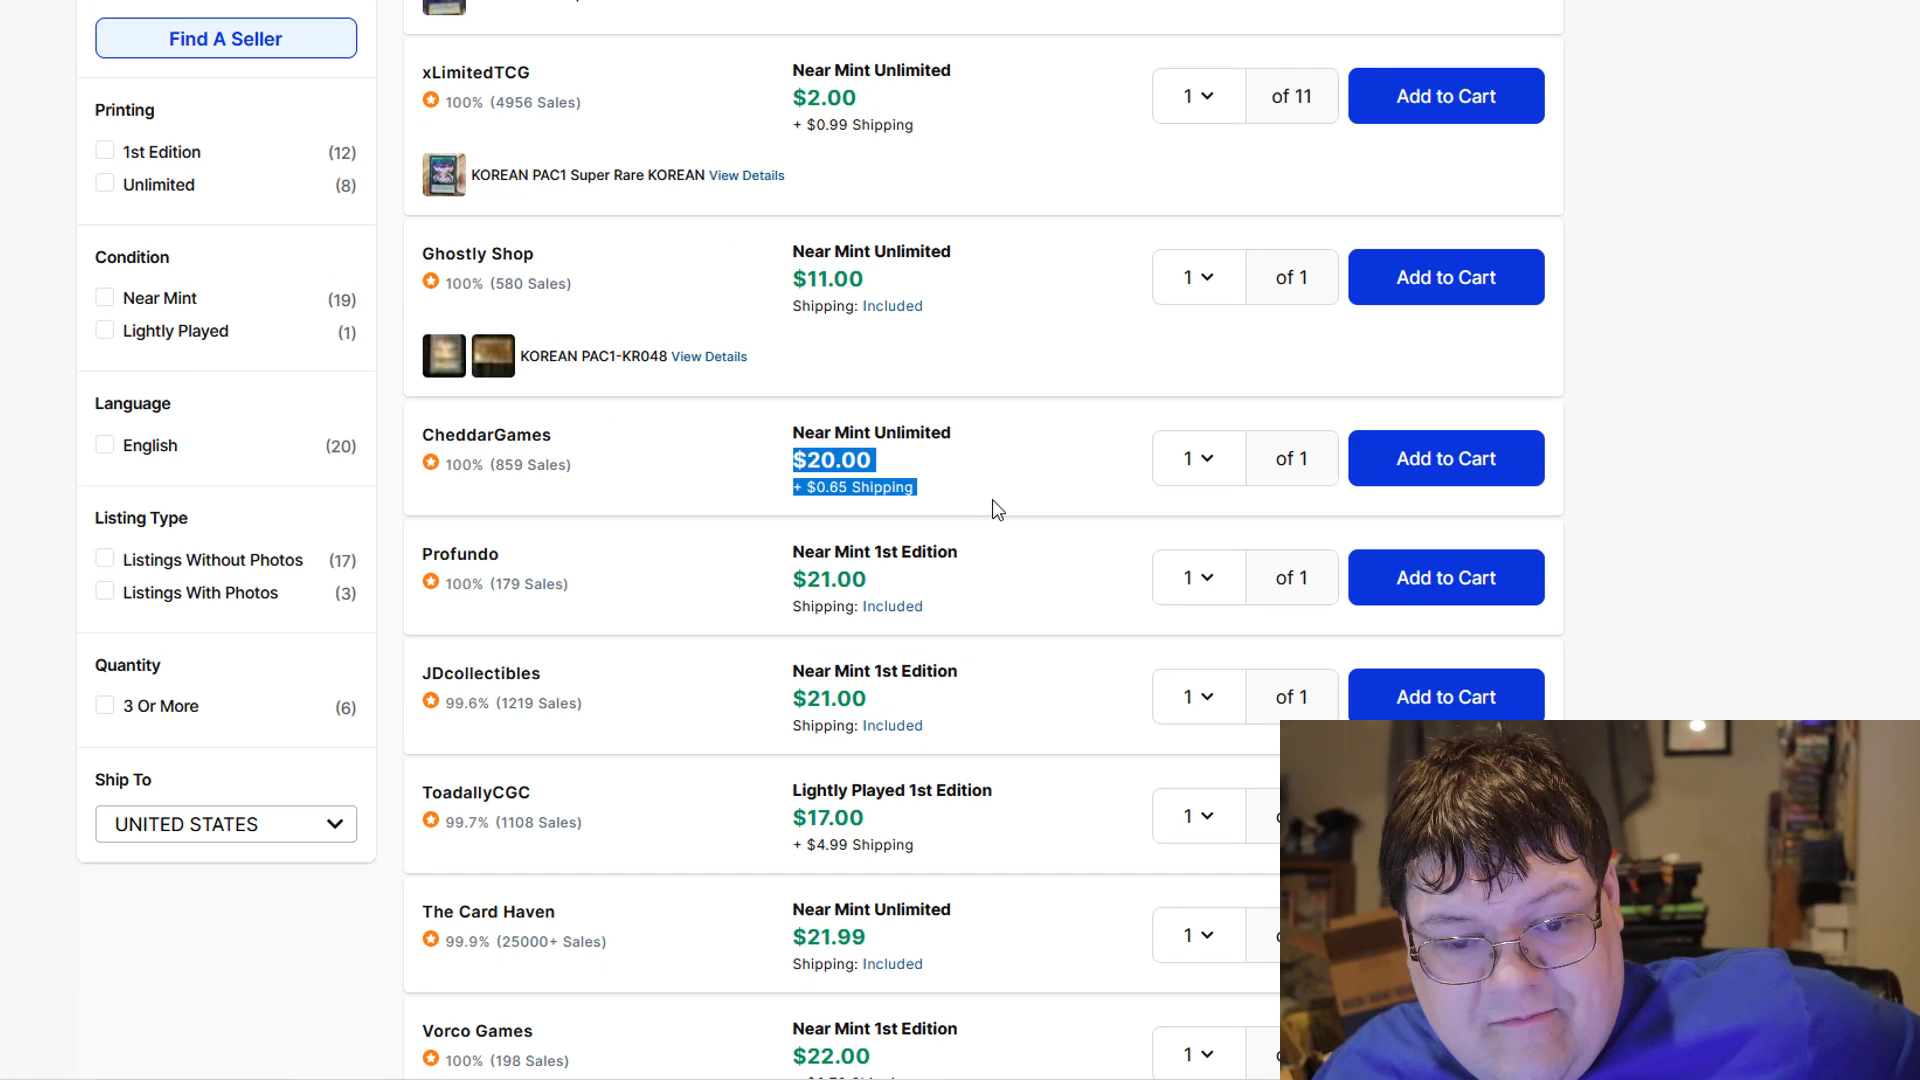 Find A Seller
Printing
1st Edition (12)
Unlimited (8)
Condition
Near Mint (19)
Lightly Played (1)
Language
English (20)
Listing Type
Listings Without Photos (17)
Listings With Photos (3)
Quantity
3 Or More (6)
Ship To
UNITED STATES
xLimitedTCG
100% (4956 Sales)
Near Mint Unlimited
$2.00
+ $0.99 Shipping
1 of 11
Add to Cart
KOREAN PAC1 Super Rare KOREAN View Details
Ghostly Shop
100% (580 Sales)
Near Mint Unlimited
$11.00
Shipping: Included
1 of 1
Add to Cart
KOREAN PAC1-KR048 View Details
CheddarGames
100% (859 Sales)
Near Mint Unlimited
$20.00
+ $0.65 Shipping
1 of 1
Add to Cart
Profundo
100% (179 Sales)
Near Mint 1st Edition
$21.00
Shipping: Included
1 of 1
Add to Cart
JDcollectibles
99.6% (1219 Sales)
Near Mint 1st Edition
$21.00
Shipping: Included
1 of 1
Add to Cart
ToadallyCGC
99.7% (1108 Sales)
Lightly Played 1st Edition
$17.00
+ $4.99 Shipping
1
The Card Haven
99.9% (25000+ Sales)
Near Mint Unlimited
$21.99
Shipping: Included
1
Vorco Games
100% (198 Sales)
Near Mint 1st Edition
$22.00
1